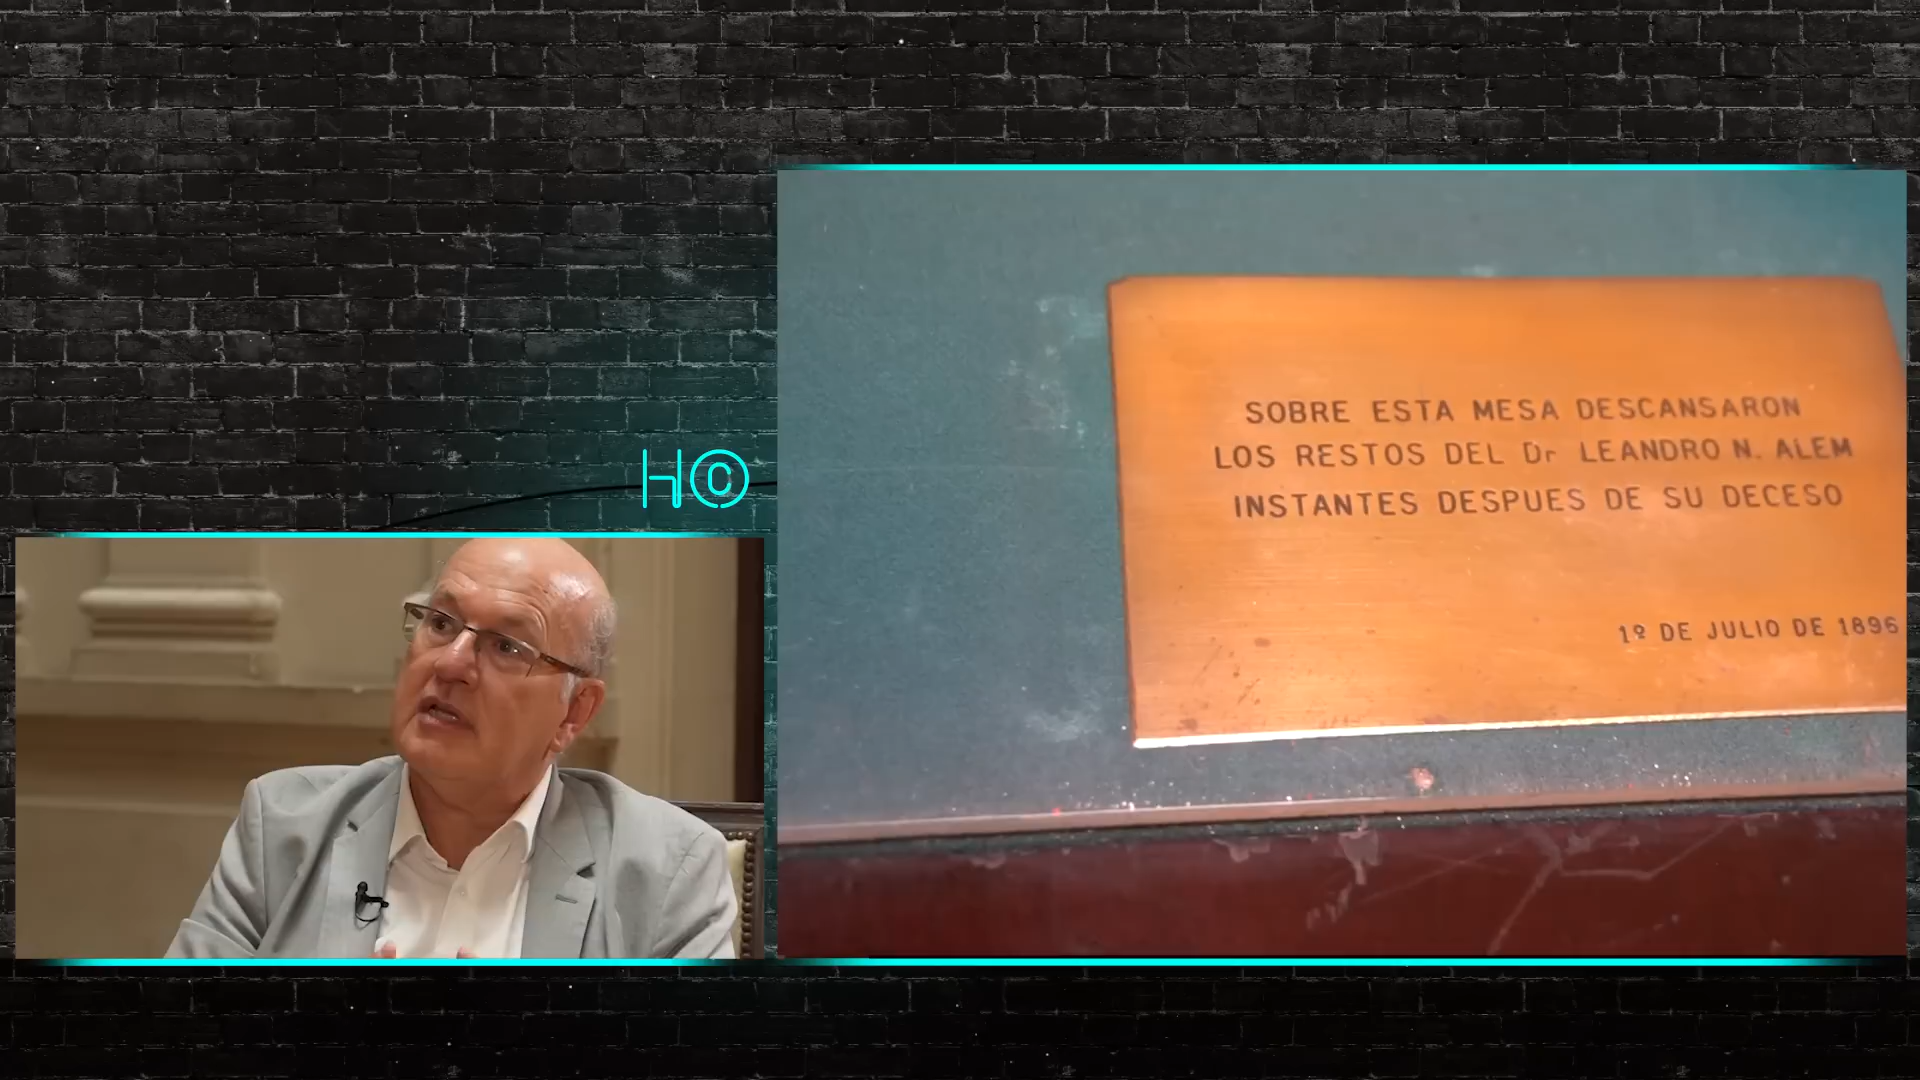 HO
SOBRE ESTA MESA DESCANSARON
LOS RESTOS DEL Dr LEANDRO N. ALEM
INSTANTES DESPUES DE SU DECESO
1º DE JULIO DE 1896